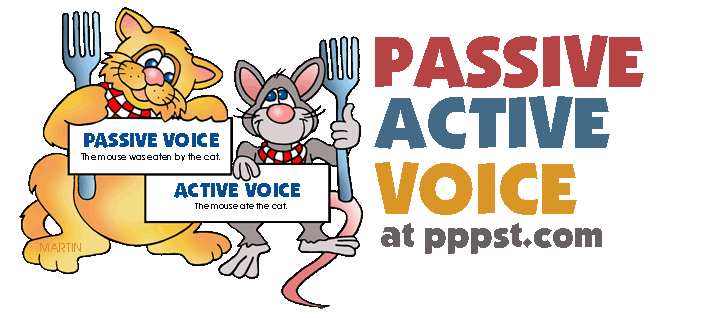 PASSIVE VOICE
The mouse was eaten by the cat.
ACTIVE VOICE
The mouse ate the cat.
MARTIN
PASSIVE
ACTIVE
VOICE
at pppst.com